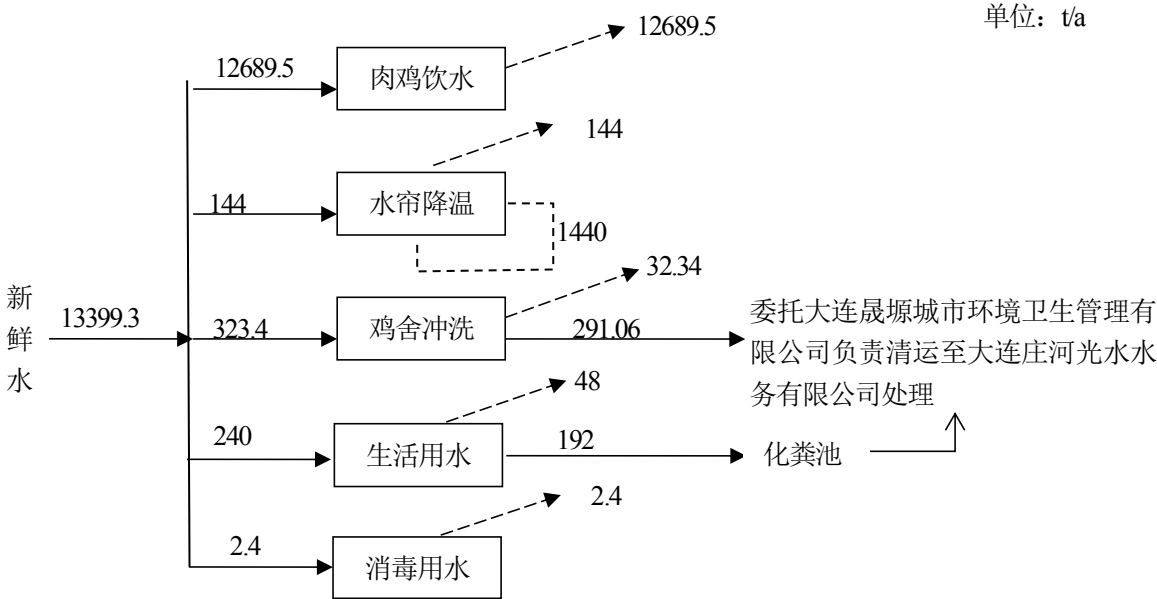 单位：t/a
12689.5
12689.5
肉鸡饮水
144
144
水帘降温
1440
32.34
新
鲜
水
13399.3
323.4
鸡舍冲洗
291.06
委托大连晟塬城市环境卫生管理有
限公司负责清运至大连庄河光水水
务有限公司处理
48
240
生活用水
192
化粪池
2.4
2.4
消毒用水